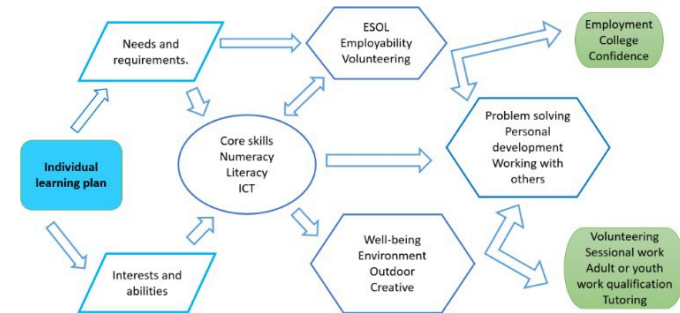 Individual
learning plan
Needs and
requirements.
Interests and
abilities
Core skills
Numeracy
Literacy
ICT
ESOL
Employability
Volunteering
Well-being
Environment
Outdoor
Creative
Problem solving
Personal
development
Working with
others
Employment
College
Confidence
Volunteering
Sessional work
Adult or youth
work qualification
Tutoring